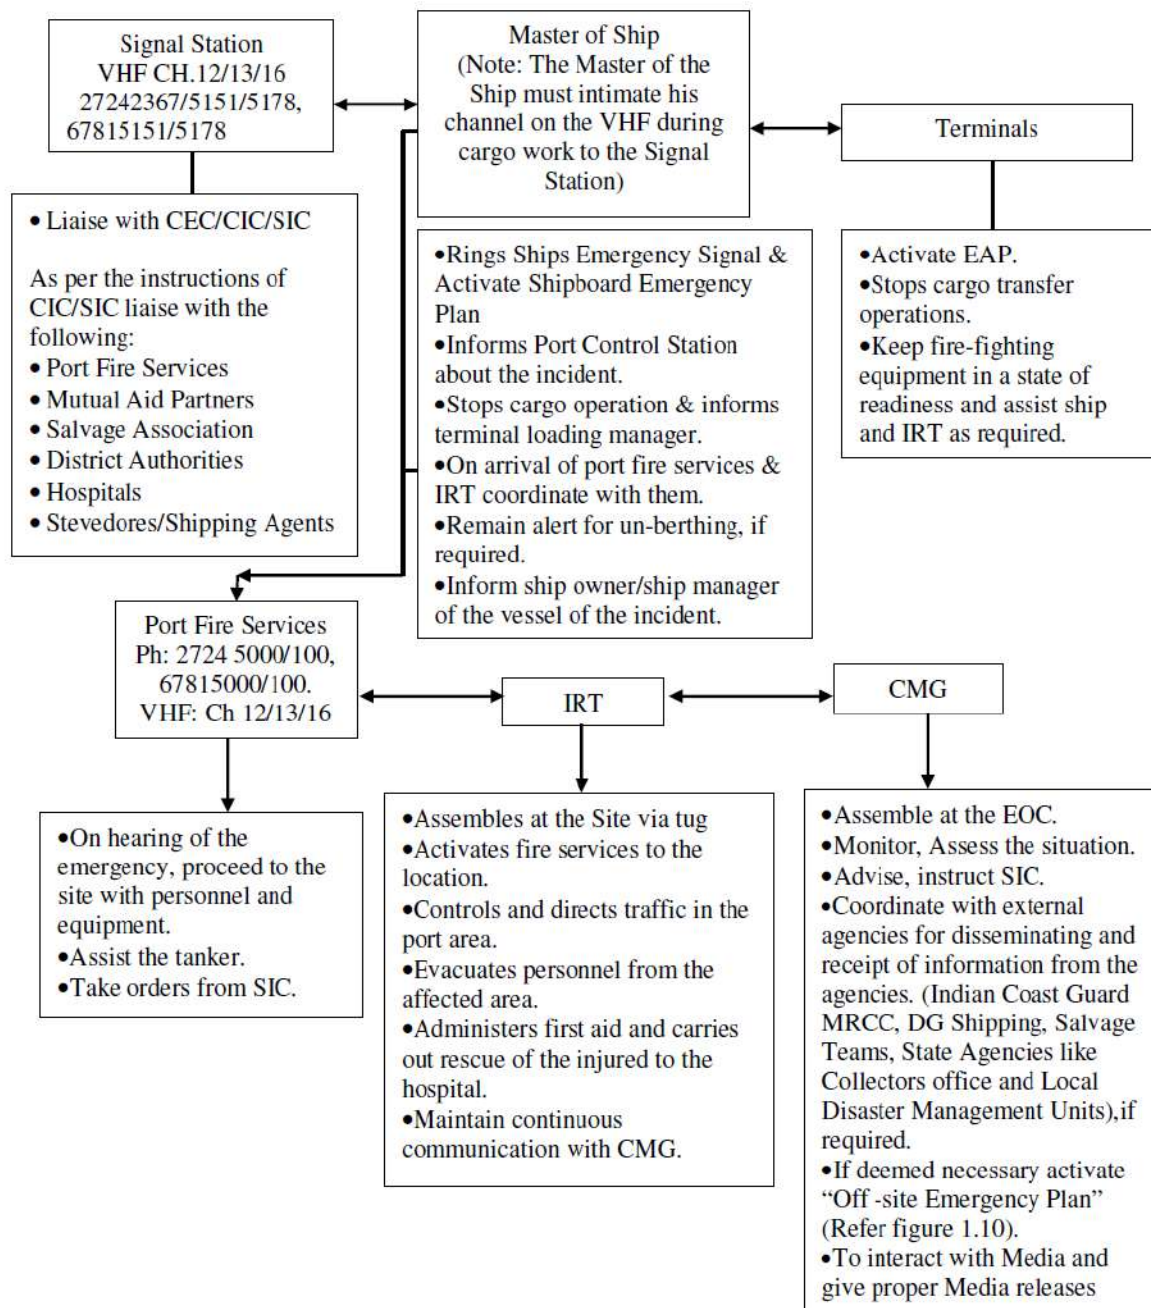 Signal Station
VHF CH.12/13/16
27242367/5151/5178,
67815151/5178
Master of Ship
(Note: The Master of the
Ship must intimate his
channel on the VHF during
cargo work to the Signal
Station)
Terminals
• Liaise with CEC/CIC/SIC
As per the instructions of
CIC/SIC liaise with the
following:
• Port Fire Services
• Mutual Aid Partners
• Salvage Association
• District Authorities
• Hospitals
• Stevedores/Shipping Agents
•Rings Ships Emergency Signal &
Activate Shipboard Emergency
Plan
•Informs Port Control Station
about the incident.
•Stops cargo operation & informs
terminal loading manager.
•On arrival of port fire services &
IRT coordinate with them.
•Remain alert for un-berthing, if
required.
•Inform ship owner/ship manager
of the vessel of the incident.
•Activate EAP.
•Stops cargo transfer
operations.
•Keep fire-fighting
equipment in a state of
readiness and assist ship
and IRT as required.
Port Fire Services
Ph: 2724 5000/100,
67815000/100.
VHF: Ch 12/13/16
IRT
CMG
•On hearing of the
emergency, proceed to the
site with personnel and
equipment.
•Assist the tanker.
•Take orders from SIC.
•Assembles at the Site via tug
•Activates fire services to the
location.
•Controls and directs traffic in the
port area.
•Evacuates personnel from the
affected area.
•Administers first aid and carries
out rescue of the injured to the
hospital.
•Maintain continuous
communication with CMG.
•Assemble at the EOC.
•Monitor, Assess the situation.
•Advise, instruct SIC.
•Coordinate with external
agencies for disseminating and
receipt of information from the
agencies. (Indian Coast Guard
MRCC, DG Shipping, Salvage
Teams, State Agencies like
Collectors office and Local
Disaster Management Units),if
required.
•If deemed necessary activate
“Off -site Emergency Plan”
(Refer figure 1.10).
•To interact with Media and
give proper Media releases